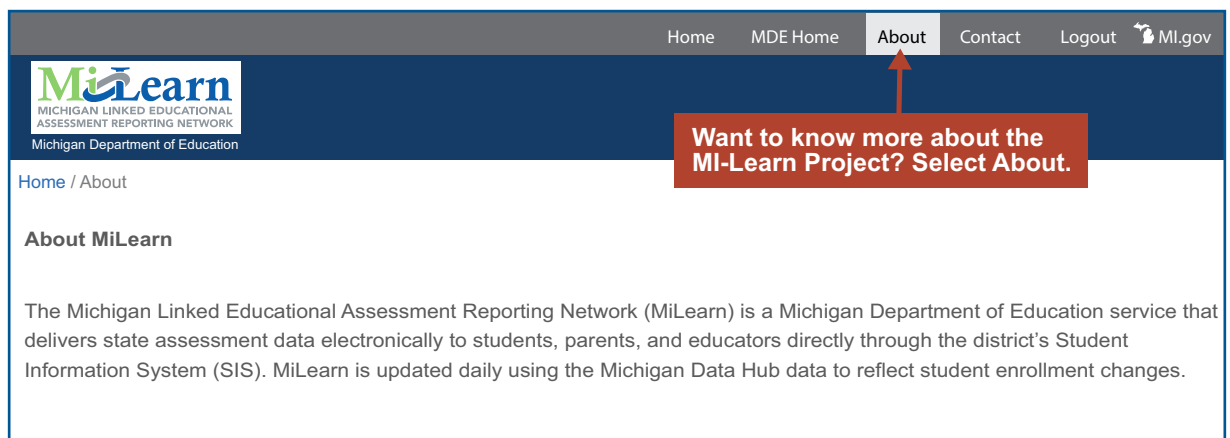 Home MDE Home About Contact Logout MI.gov
MiLearn
MICHIGAN LINKED EDUCATIONAL
ASSESSMENT REPORTING NETWORK
Michigan Department of Education
Want to know more about the
MI-Learn Project? Select About.
Home / About
About MiLearn
The Michigan Linked Educational Assessment Reporting Network (MiLearn) is a Michigan Department of Education service that
delivers state assessment data electronically to students, parents, and educators directly through the district’s Student
Information System (SIS). MiLearn is updated daily using the Michigan Data Hub data to reflect student enrollment changes.